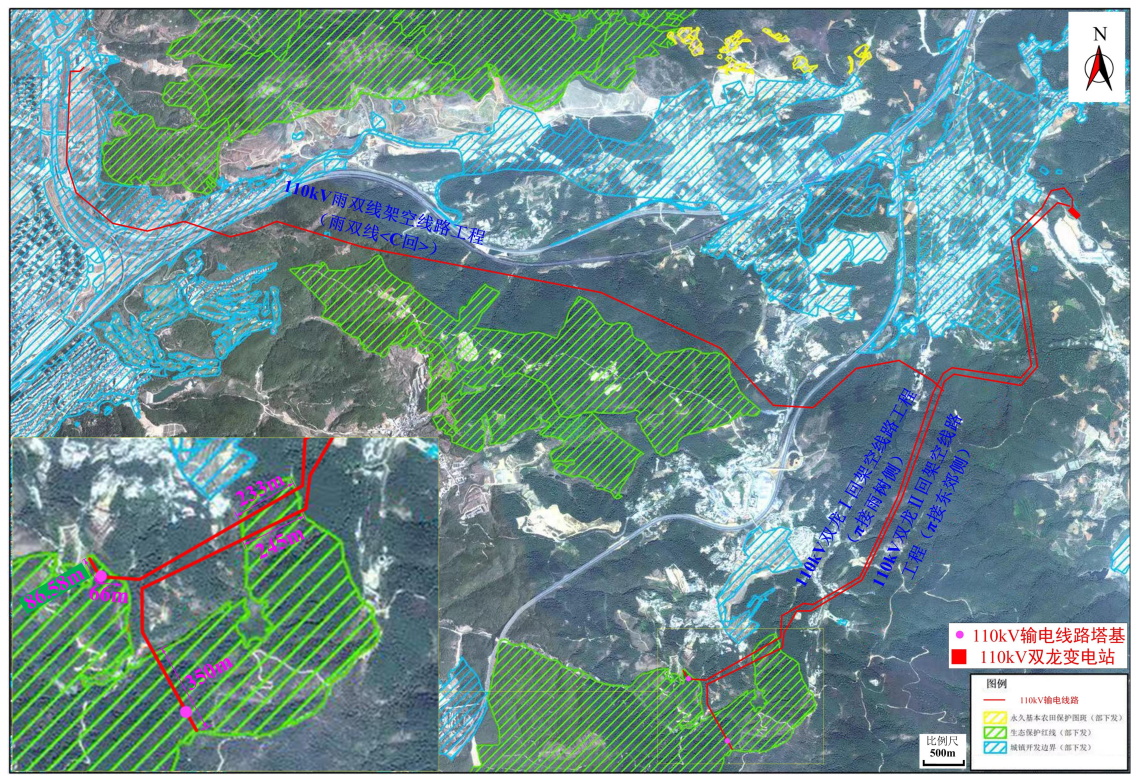 N
110kV雨双线架空线路工程
（雨双线<C回>）
110kV双龙Ⅰ回架空线路工程
（π接雨树侧）
110kV双龙Ⅱ回架空线路
工程（π接东郊侧）
233m
245m
86.58m
66m
358m
110kV输电线路塔基
110kV双龙变电站
图例
110kV输电线路
永久基本农田保护图斑（部下发）
生态保护红线（部下发）
城镇开发边界（部下发）
比例尺
500m